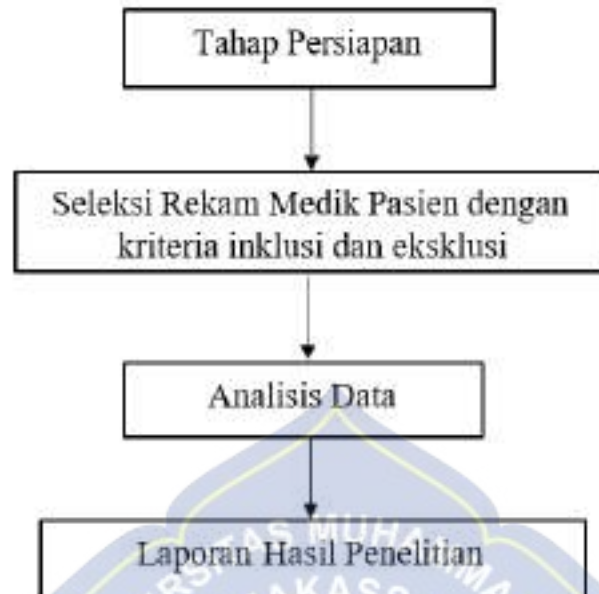 Tahap Persiapan
Seleksi Rekam Medik Pasien dengan
kriteria inklusi dan eksklusi
Analisis Data
Laporan Hasil Penelitian